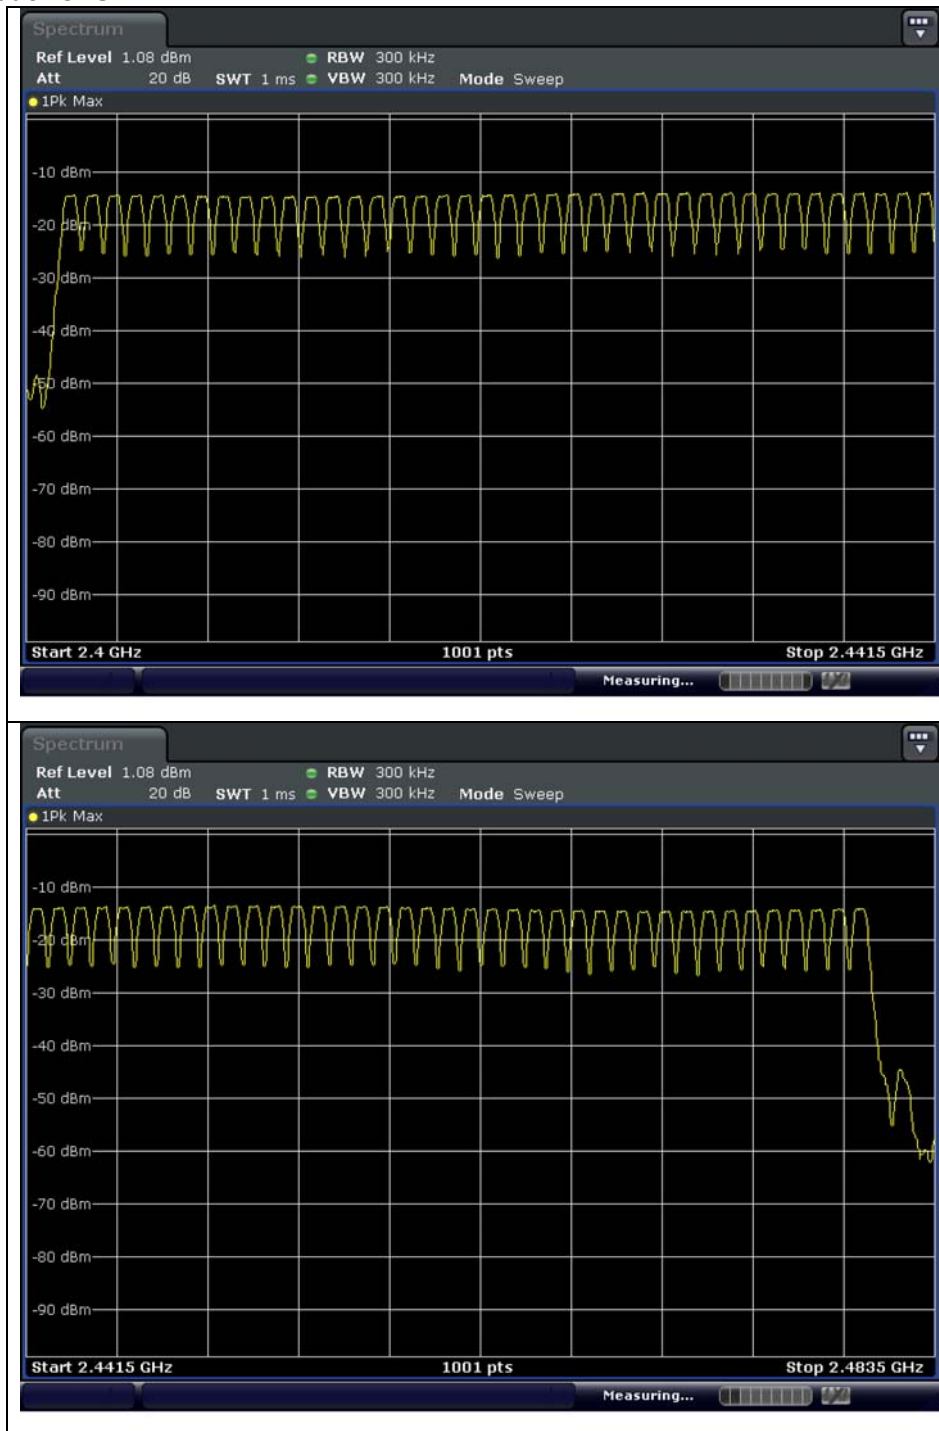 Spectrum
Ref Level 1.08 dBm RBW 300 kHz
Att 20 dB SWT 1 ms VBW 300 kHz Mode Sweep
1Pk Max
-10 dBm
-20 dBm
-30 dBm
-40 dBm
-50 dBm
-60 dBm
-70 dBm
-80 dBm
-90 dBm
Start 2.4 GHz 1001 pts Stop 2.4415 GHz
Measuring...
Spectrum
Ref Level 1.08 dBm RBW 300 kHz
Att 20 dB SWT 1 ms VBW 300 kHz Mode Sweep
1Pk Max
-10 dBm
-20 dBm
-30 dBm
-40 dBm
-50 dBm
-60 dBm
-70 dBm
-80 dBm
-90 dBm
Start 2.4415 GHz 1001 pts Stop 2.4835 GHz
Measuring...